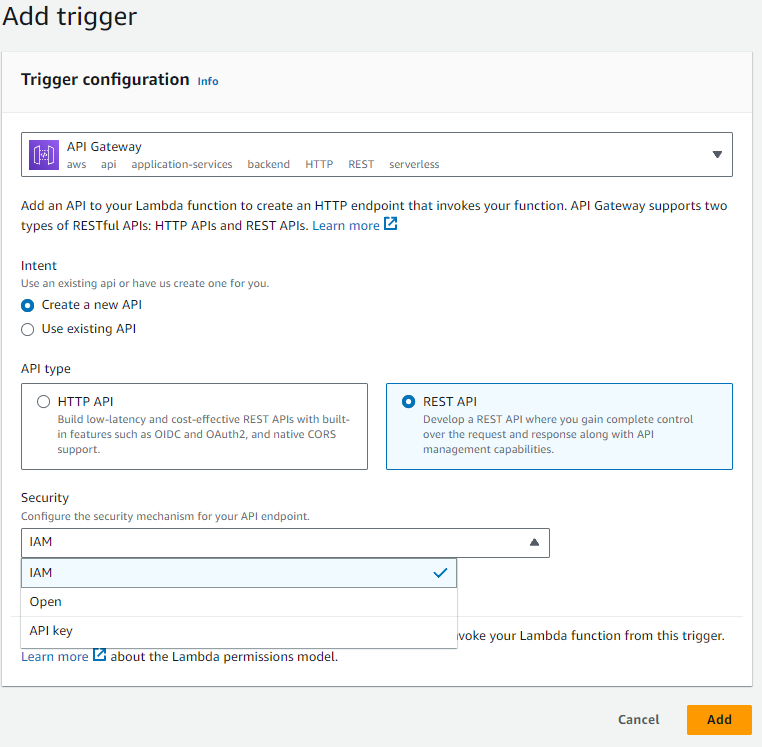 Add trigger
Trigger configuration Info
API Gateway
aws api application-services backend HTTP REST serverless
Add an API to your Lambda function to create an HTTP endpoint that invokes your function. API Gateway supports two
types of RESTful APIs: HTTP APIs and REST APIs. Learn more
Intent
Use an existing api or have us create one for you.
Create a new API
Use existing API
API type
HTTP API
Build low-latency and cost-effective REST APIs with built-
in features such as OIDC and OAuth2, and native CORS
support.
REST API
Develop a REST API where you gain complete control
over the request and response along with API
management capabilities.
Security
Configure the security mechanism for your API endpoint.
IAM
IAM
Open
API key
voke your Lambda function from this trigger.
Learn more about the Lambda permissions model.
Cancel Add